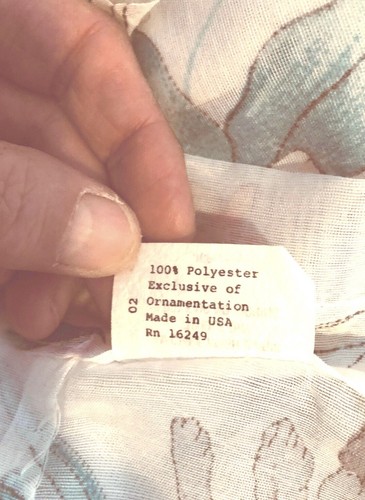 100% Polyester
Exclusive of
Ornamentation
Made in USA
Rn 16249
02